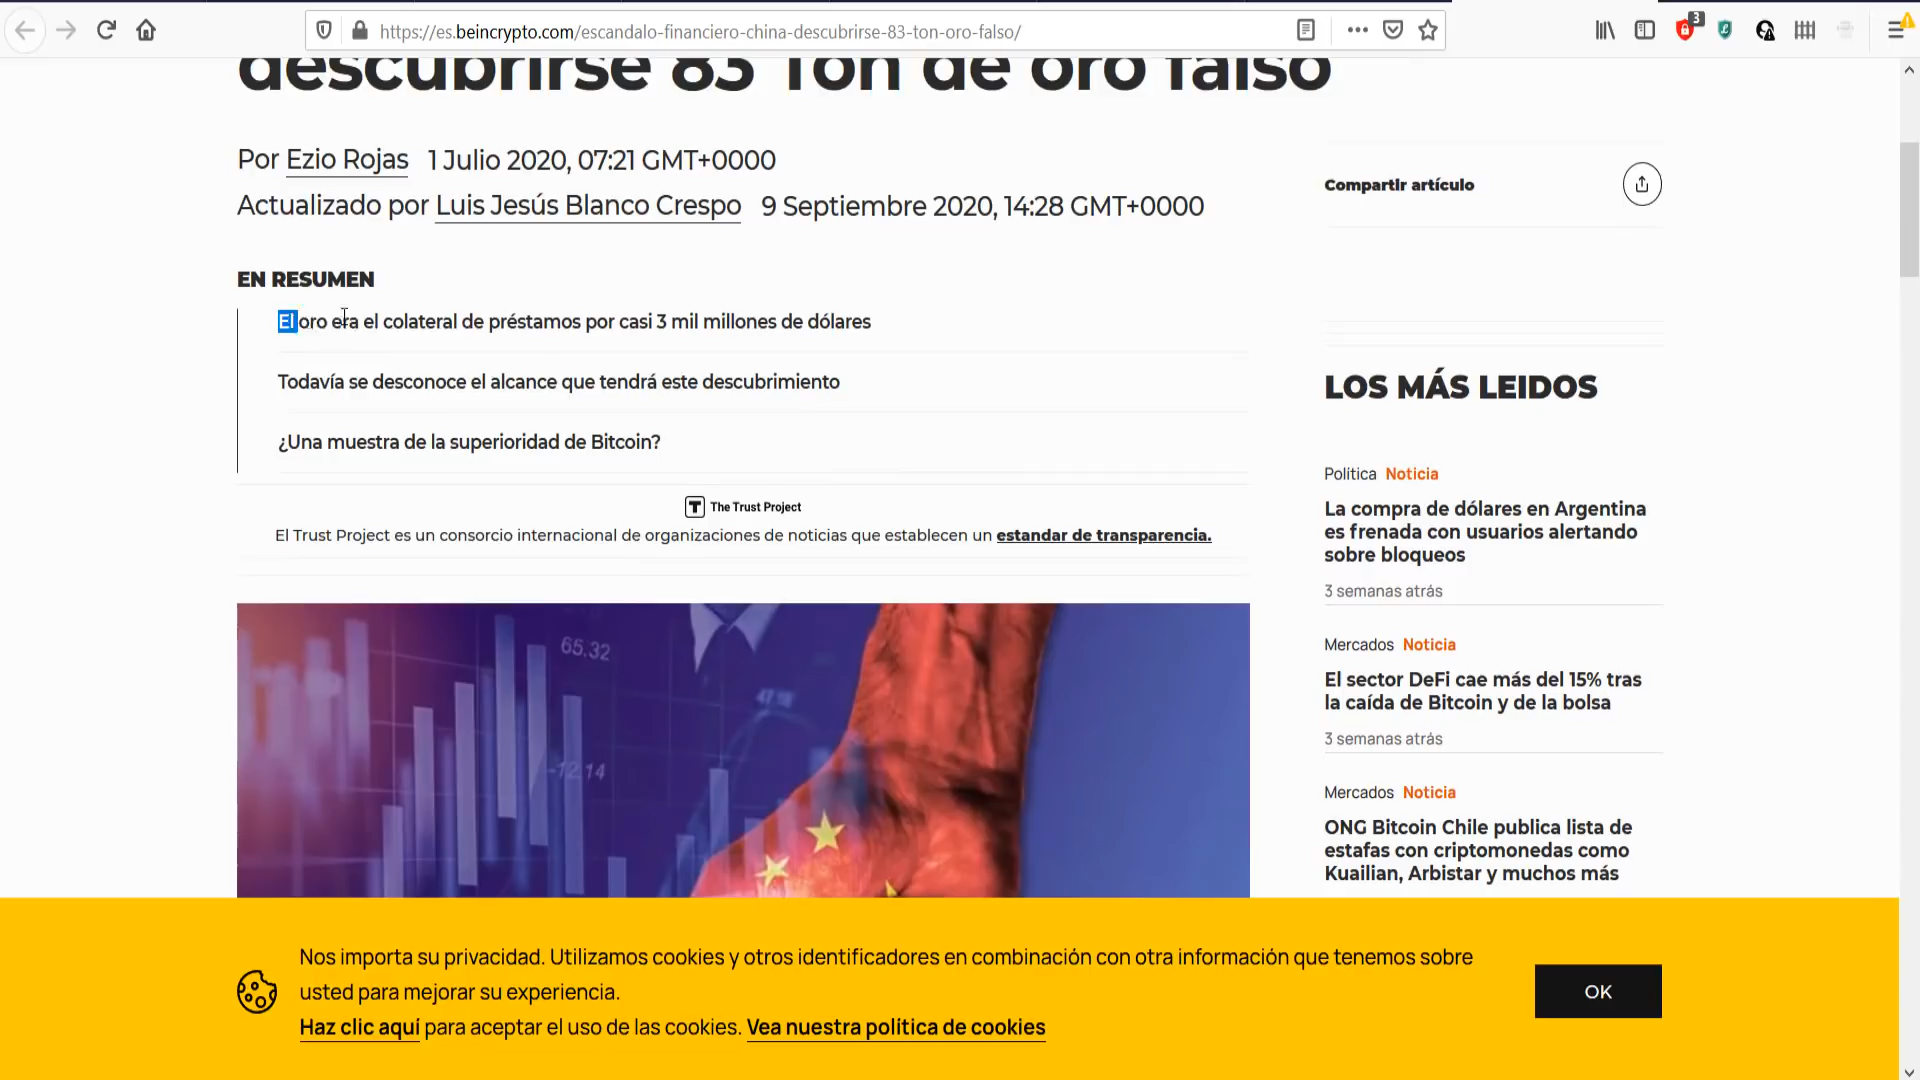 https://es.beincrypto.com/escandalo-financiero-china-descubrirse-83-ton-oro-falso/
3
descubrirse 83 Ton de oro falso
Por Ezio Rojas 1 Julio 2020, 07:21 GMT+0000
Actualizado por Luis Jesús Blanco Crespo 9 Septiembre 2020, 14:28 GMT+0000
EN RESUMEN
El oro era el colateral de préstamos por casi 3 mil millones de dólares
Todavía se desconoce el alcance que tendrá este descubrimiento
¿Una muestra de la superioridad de Bitcoin?
T The Trust Project
El Trust Project es un consorcio internacional de organizaciones de noticias que establecen un estandar de transparencia.
65.32
47.18
-12.14
Compartir artículo
LOS MÁS LEIDOS
Política Noticia
La compra de dólares en Argentina
es frenada con usuarios alertando
sobre bloqueos
3 semanas atrás
Mercados Noticia
El sector DeFi cae más del 15% tras
la caída de Bitcoin y de la bolsa
3 semanas atrás
Mercados Noticia
ONG Bitcoin Chile publica lista de
estafas con criptomonedas como
Kuailian, Arbistar y muchos más
Nos importa su privacidad. Utilizamos cookies y otros identificadores en combinación con otra información que tenemos sobre
usted para mejorar su experiencia.
Haz clic aquí para aceptar el uso de las cookies. Vea nuestra política de cookies
OK